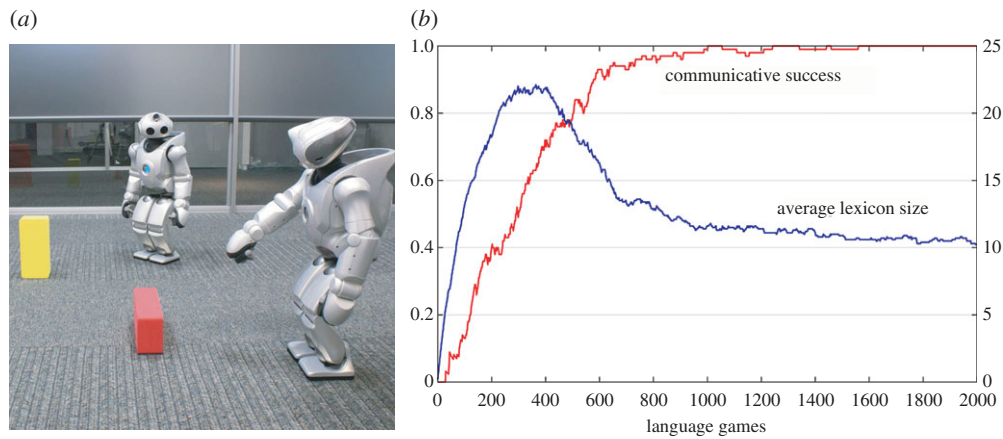 (a)
(b)
1.0
0.8
0.6
0.4
0.2
0
25
20
15
10
5
0
communicative success
average lexicon size
0 200 400 600 800 1000 1200 1400 1600 1800 2000
language games